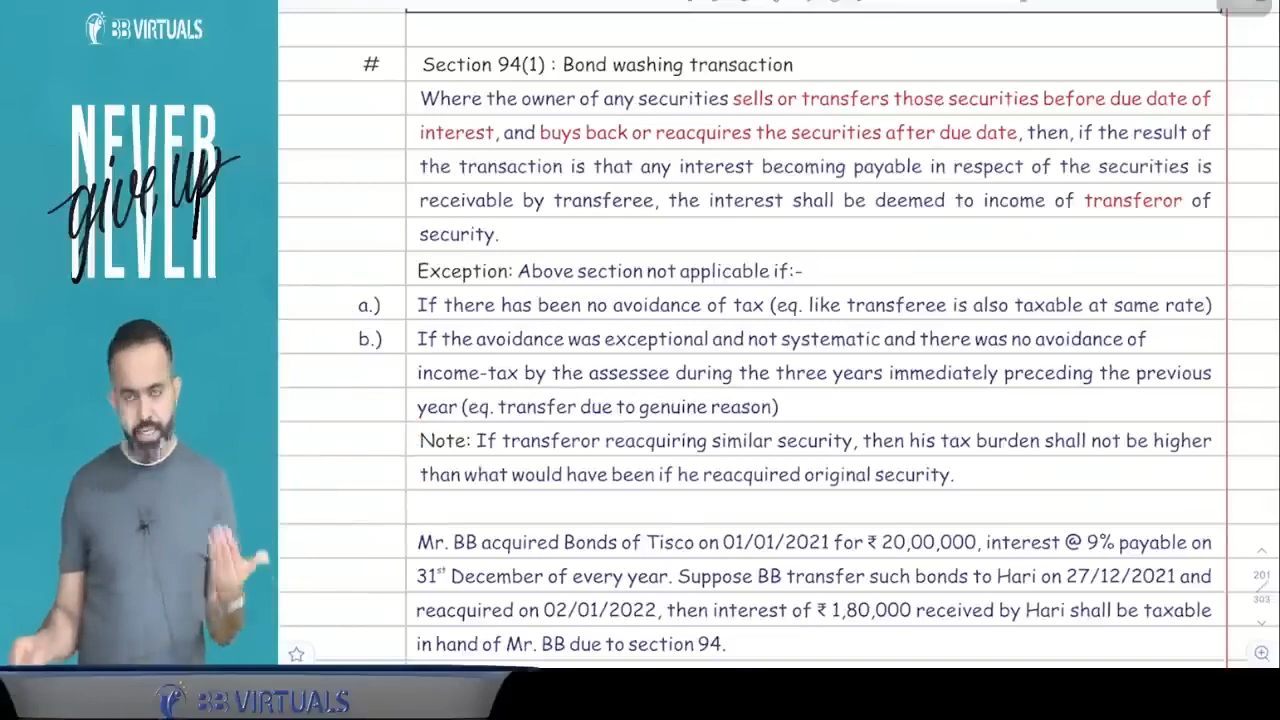 BB VIRTUALS
NEVER
give up
NEVER
# Section 94(1) : Bond washing transaction
Where the owner of any securities sells or transfers those securities before due date of
interest, and buys back or reacquires the securities after due date, then, if the result of
the transaction is that any interest becoming payable in respect of the securities is
receivable by transferee, the interest shall be deemed to income of transferor of
security.
Exception: Above section not applicable if:-
a.) If there has been no avoidance of tax (eq. like transferee is also taxable at same rate)
b.) If the avoidance was exceptional and not systematic and there was no avoidance of
income-tax by the assessee during the three years immediately preceding the previous
year (eq. transfer due to genuine reason)
Note: If transferor reacquiring similar security, then his tax burden shall not be higher
than what would have been if he reacquired original security.
Mr. BB acquired Bonds of Tisco on 01/01/2021 for ₹ 20,00,000, interest @ 9% payable on
31st December of every year. Suppose BB transfer such bonds to Hari on 27/12/2021 and
reacquired on 02/01/2022, then interest of ₹ 1,80,000 received by Hari shall be taxable
in hand of Mr. BB due to section 94.
201
303
BB VIRTUALS